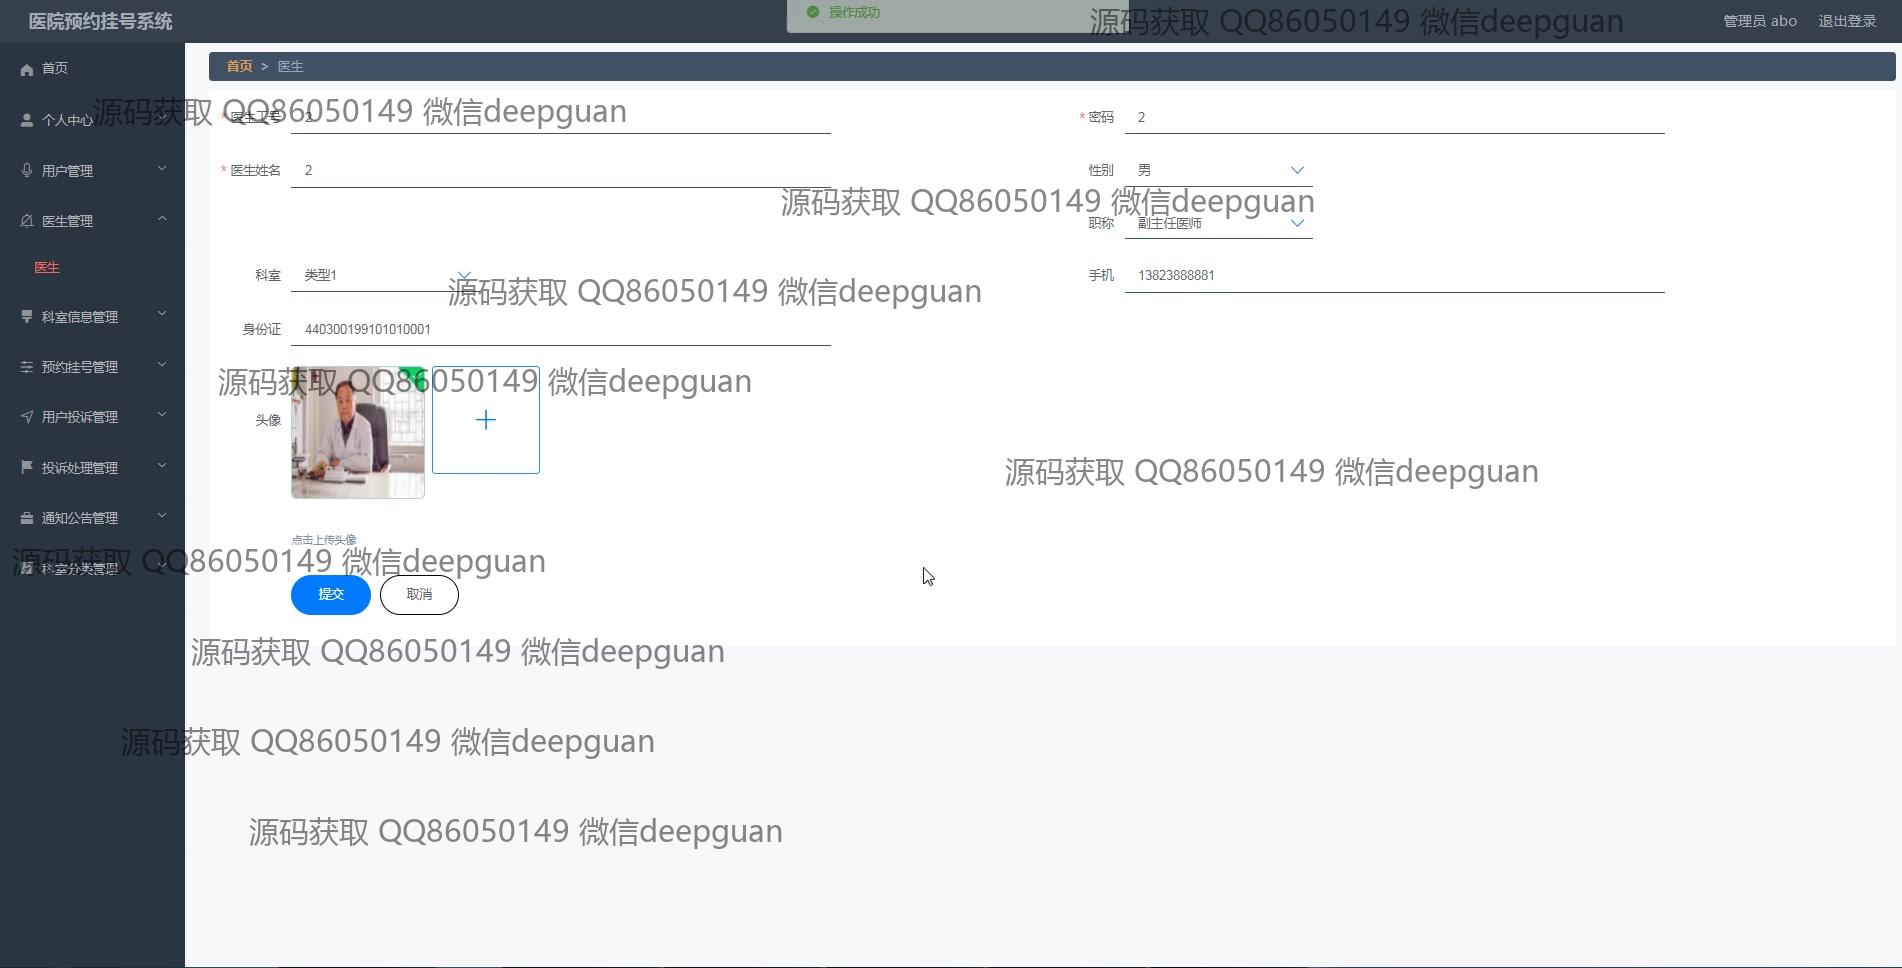 医院预约挂号系统
操作成功
源码获取 QQ86050149 微信deepguan
管理员 abo
退出登录
首页
个人中心
用户管理
医生管理
医生
科室信息管理
预约挂号管理
用户投诉管理
投诉处理管理
通知公告管理
科室分类管理
首页 > 医生
源码获取 QQ86050149 微信deepguan
* 医生工号 2
* 密码 2
* 医生姓名 2
性别 男
源码获取 QQ86050149 微信deepguan
职称 副主任医师
科室 类型1
手机 13823888881
源码获取 QQ86050149 微信deepguan
身份证 440300199101010001
源码获取 QQ86050149 微信deepguan
头像
源码获取 QQ86050149 微信deepguan
点击上传头像
源码获取 QQ86050149 微信deepguan
提交 取消
源码获取 QQ86050149 微信deepguan
源码获取 QQ86050149 微信deepguan
源码获取 QQ86050149 微信deepguan